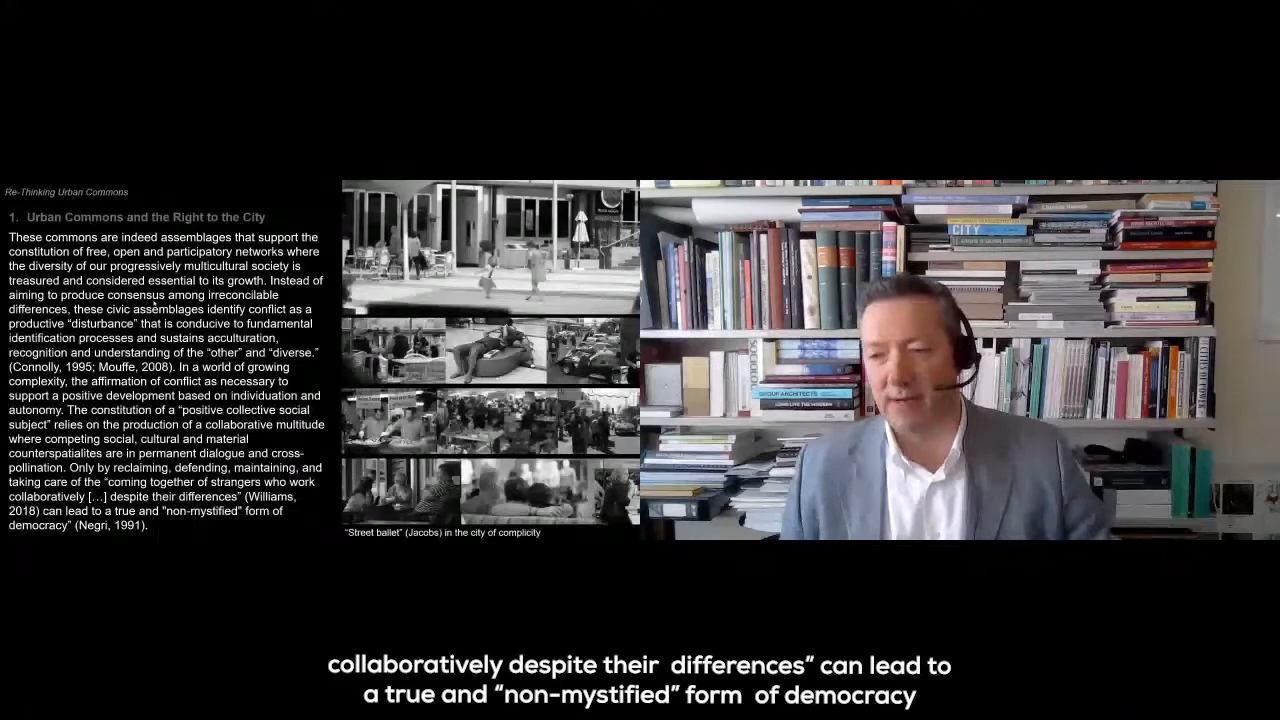 Re-Thinking Urban Commons
1. Urban Commons and the Right to the City
These commons are indeed assemblages that support the
constitution of free, open and participatory networks where
the diversity of our progressively multicultural society is
treasured and considered essential to its growth. Instead of
aiming to produce consensus among irreconcilable
differences, these civic assemblages identify conflict as a
productive “disturbance” that is conducive to fundamental
identification processes and sustains acculturation,
recognition and understanding of the “other” and “diverse.”
(Connolly, 1995; Mouffe, 2008). In a world of growing
complexity, the affirmation of conflict as necessary to
support a positive development based on individuation and
autonomy. The constitution of a “positive collective social
subject” relies on the production of a collaborative multitude
where competing social, cultural and material
counterspatialites are in permanent dialogue and cross-
pollination. Only by reclaiming, defending, maintaining, and
taking care of the “coming together of strangers who work
collaboratively […] despite their differences” (Williams,
2018) can lead to a true and "non-mystified" form of
democracy” (Negri, 1991).
“Street ballet” (Jacobs) in the city of complicity
CITY
GROUP ARCHITECTS
LONG LIVE THE MODERN
collaboratively despite their differences” can lead to
a true and “non-mystified” form of democracy